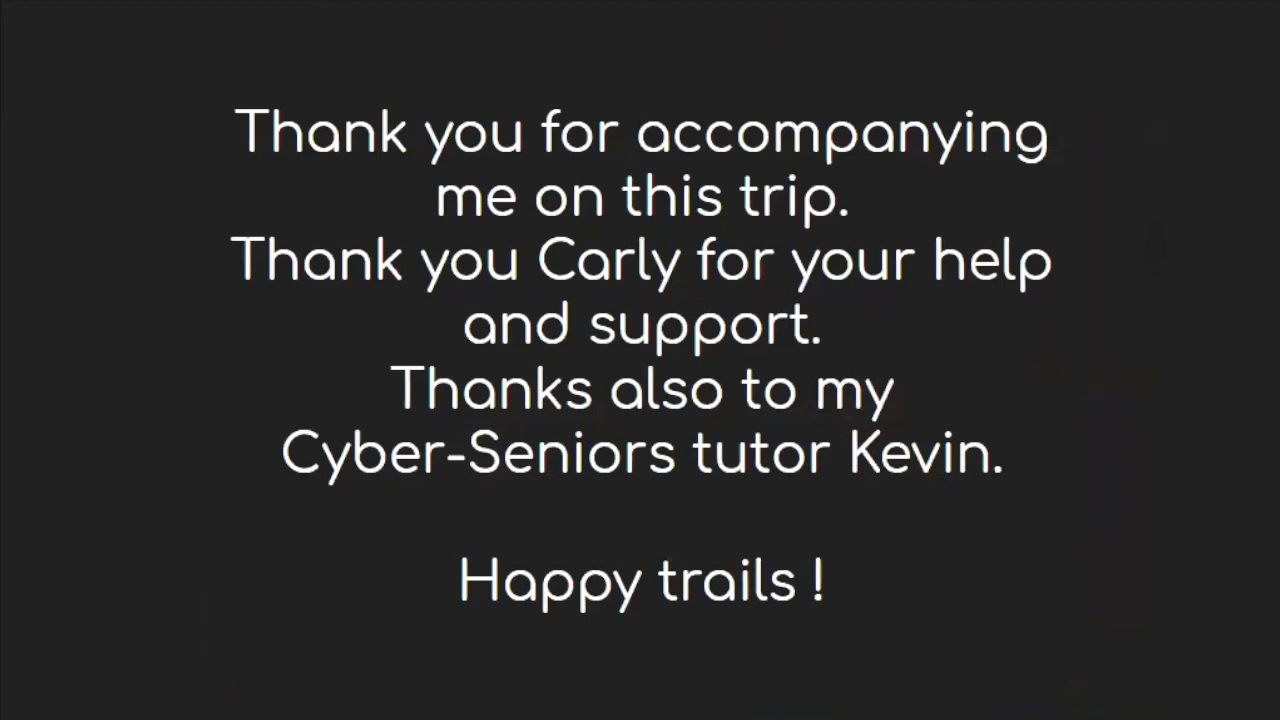 Thank you for accompanying
me on this trip.
Thank you Carly for your help
and support.
Thanks also to my
Cyber-Seniors tutor Kevin.
Happy trails !